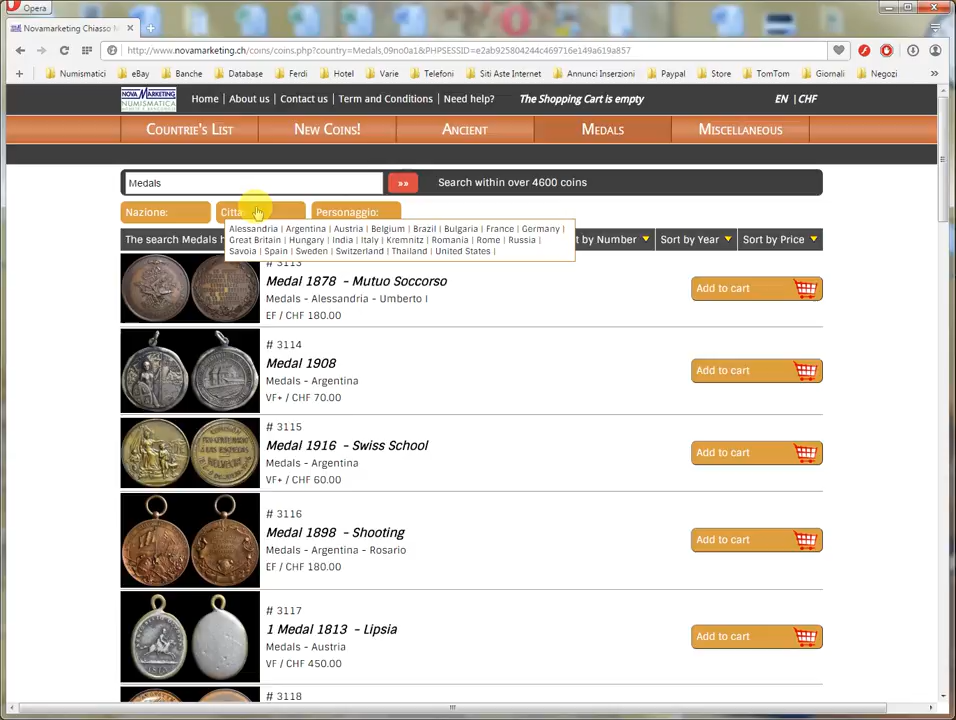 Opera
Novamarketing Chiasso
http://www.novamarketing.ch/coins/coins.php?country=Medals,09no0a1&PHPSESSID=e2ab925804244c469716e149a619a857
Numismatici eBay Banche Database Ferdi Hotel Varie Telefoni Siti Aste Internet Annunci Inserzioni Paypal Store TomTom Giornali Negozi
NOVAMARKETING NUMISMATICA
Home | About us | Contact us | Term and Conditions | Need help? The Shopping Cart is empty EN | CHF
COUNTRIE'S LIST NEW COINS! ANCIENT MEDALS MISCELLANEOUS
Medals »» Search within over 4600 coins
Nazione: Citta Personaggio:
Alessandria | Argentina | Austria | Belgium | Brazil | Bulgaria | France | Germany |
Great Britain | Hungary | India | Italy | Kremnitz | Romania | Rome | Russia |
Savoia | Spain | Sweden | Switzerland | Thailand | United States |
The search Medals by Number Sort by Year Sort by Price
# 3113
Medal 1878 - Mutuo Soccorso
Medals - Alessandria - Umberto I
EF / CHF 180.00
Add to cart
# 3114
Medal 1908
Medals - Argentina
VF+ / CHF 70.00
Add to cart
# 3115
Medal 1916 - Swiss School
Medals - Argentina
VF+ / CHF 60.00
Add to cart
# 3116
Medal 1898 - Shooting
Medals - Argentina - Rosario
EF / CHF 180.00
Add to cart
# 3117
1 Medal 1813 - Lipsia
Medals - Austria
VF / CHF 450.00
Add to cart
# 3118